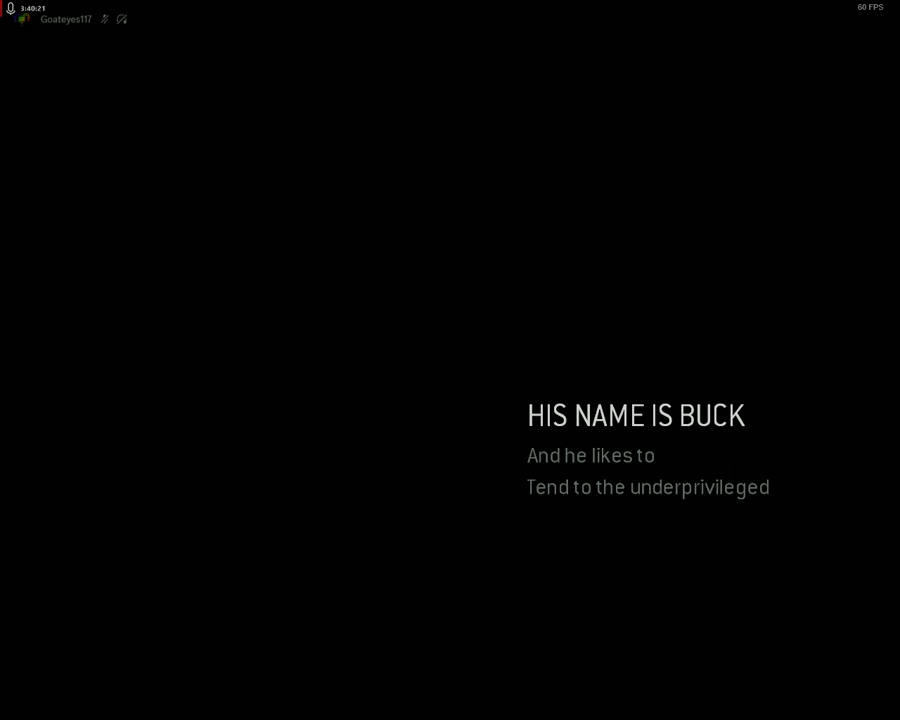 3:40:21
60 FPS
Goateyes117
HIS NAME IS BUCK
And he likes to
Tend to the underprivileged